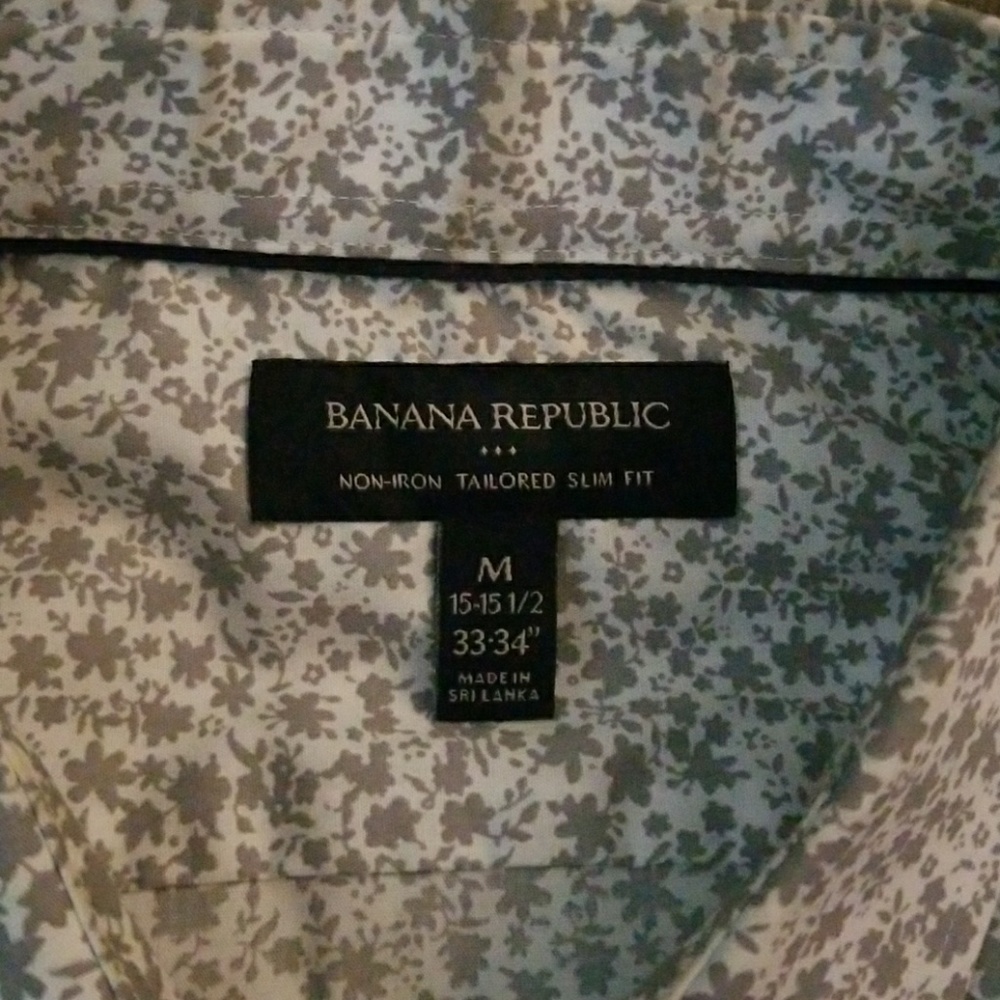 BANANA REPUBLIC
NON-IRON TAILORED SLIM FIT
M
15-15 1/2
33-34"
MADE IN
SRI LANKA